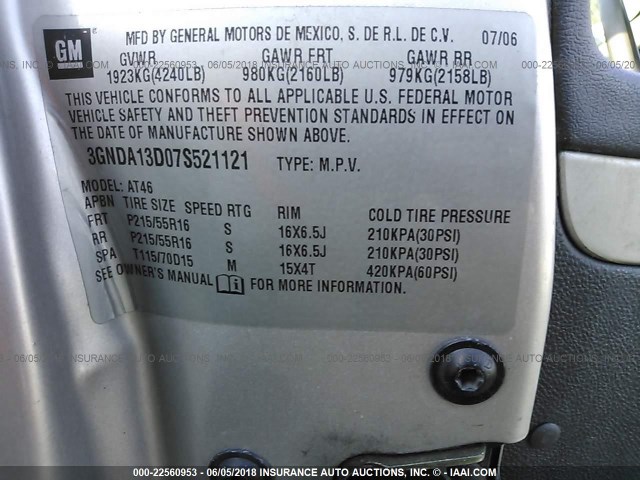 GM
MFD BY GENERAL MOTORS DE MEXICO, S. DE R.L. DE C.V. 07/06
GVWR GAWR FRT GAWR RR
1923KG(4240LB) 980KG(2160LB) 979KG(2158LB)
THIS VEHICLE CONFORMS TO ALL APPLICABLE U.S. FEDERAL MOTOR
VEHICLE SAFETY AND THEFT PREVENTION STANDARDS IN EFFECT ON
THE DATE OF MANUFACTURE SHOWN ABOVE.
3GNDA13D07S521121 TYPE: M.P.V.
MODEL: AT46
APBN TIRE SIZE SPEED RTG RIM COLD TIRE PRESSURE
FRT P215/55R16 S 16X6.5J 210KPA(30PSI)
RR P215/55R16 S 16X6.5J 210KPA(30PSI)
SPA T115/70D15 M 15X4T 420KPA(60PSI)
SEE OWNER'S MANUAL FOR MORE INFORMATION.
000-22560953 - 06/05/2018 - INSURANCE AUTO AUCTIONS, INC. - © - IAAI.COM